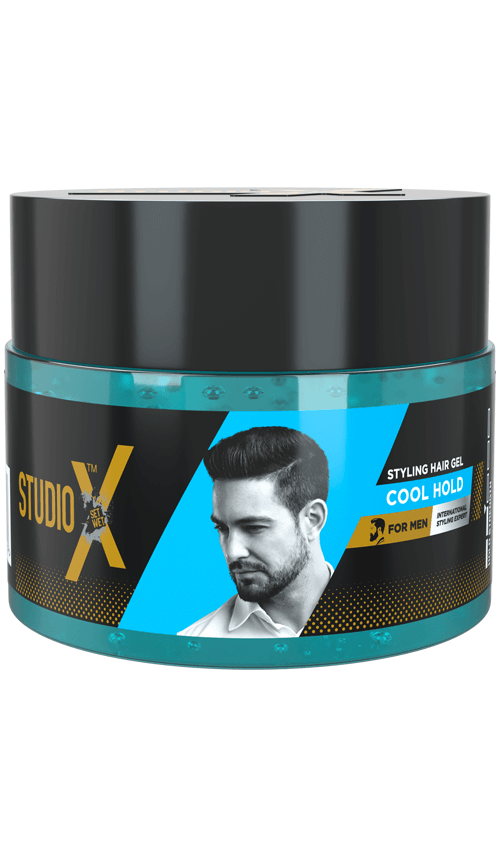 STUDIO X
TM
SET
WET
STYLING HAIR GEL
COOL HOLD
FOR MEN
INTERNATIONAL
STYLING EXPERT